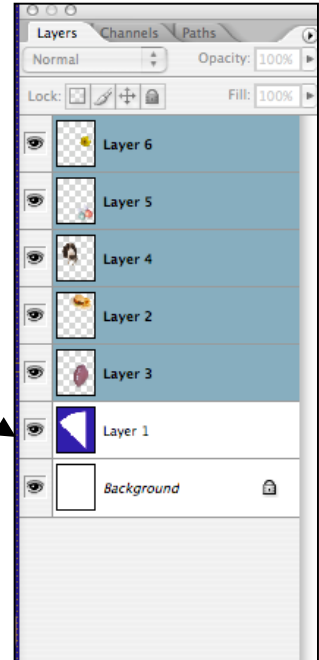 Layers Channels Paths
Normal Opacity: 100%
Lock: Fill: 100%
Layer 6
Layer 5
Layer 4
Layer 2
Layer 3
Layer 1
Background